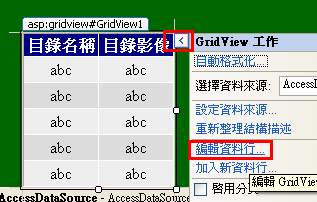 asp:gridview#GridView1
目錄名稱 目錄影像
abc abc
abc abc
abc abc
abc abc
abc abc
AccessDataSource - AccessDataSource
GridView 工作
自動格式化...
選擇資料來源: AccessD
設定資料來源...
重新整理結構描述
編輯資料行...
加入新資料行...
啟用分
編輯 GridView